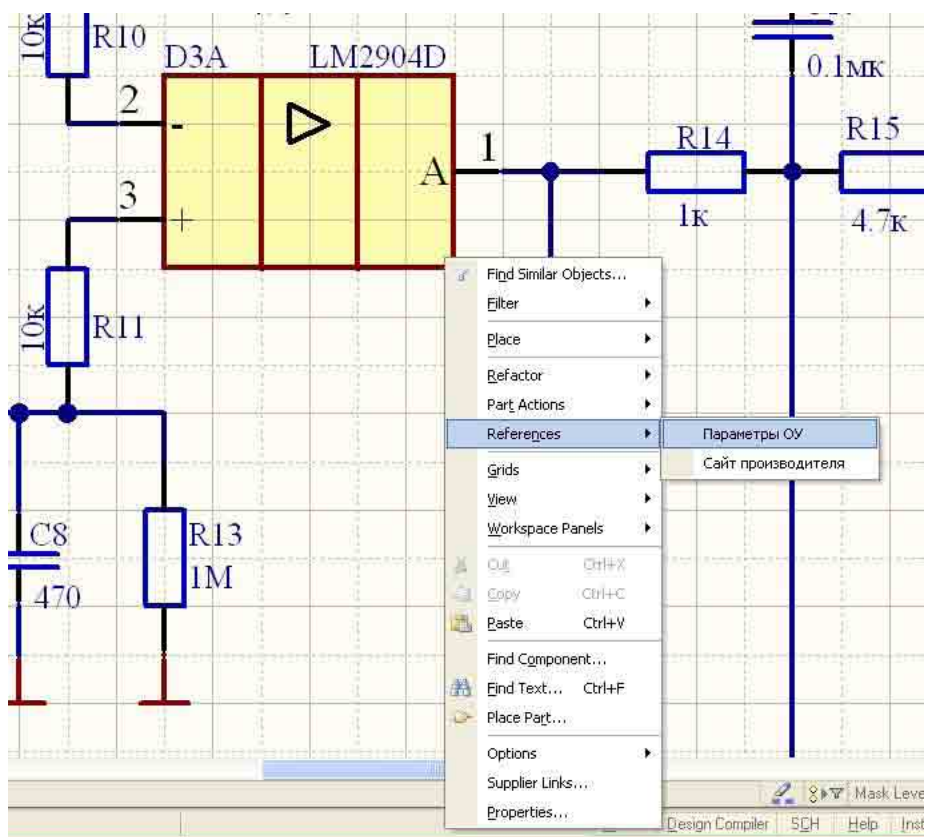 10к
R10
D3A
LM2904D
0.1мк
2
-
A
1
R14
R15
1к
4.7к
3
+
10к
R11
Find Similar Objects...
Filter
Place
Refactor
Part Actions
References
Параметры ОУ
Сайт производителя
Grids
View
Workspace Panels
Cut Ctrl+X
Copy Ctrl+C
Paste Ctrl+V
Find Component...
Find Text... Ctrl+F
Place Part...
Options
Supplier Links...
Properties...
C8
470
R13
1M
Mask Leve
Design Compiler SCH Help Inst